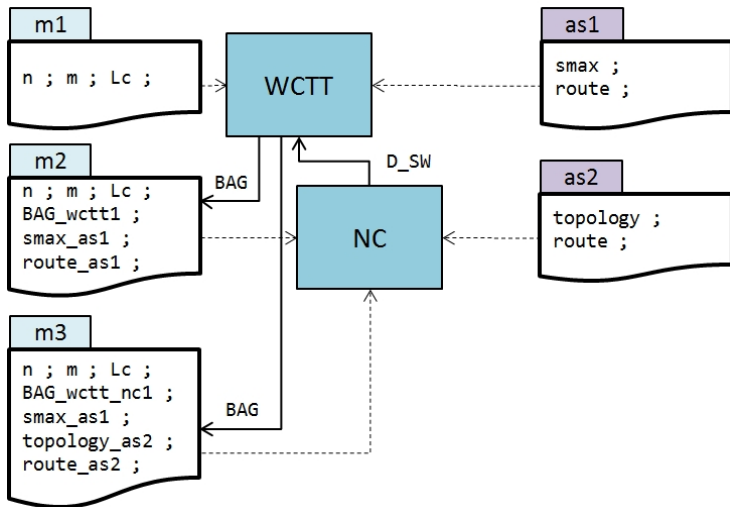 m1
n ; m ; Lc ;
WCTT
as1
smax ;
route ;
m2
n ; m ; Lc ;
BAG_wctt1 ;
smax_as1 ;
route_as1 ;
BAG
D_SW
NC
as2
topology ;
route ;
m3
n ; m ; Lc ;
BAG_wctt_nc1 ;
smax_as1 ;
topology_as2 ;
route_as2 ;
BAG